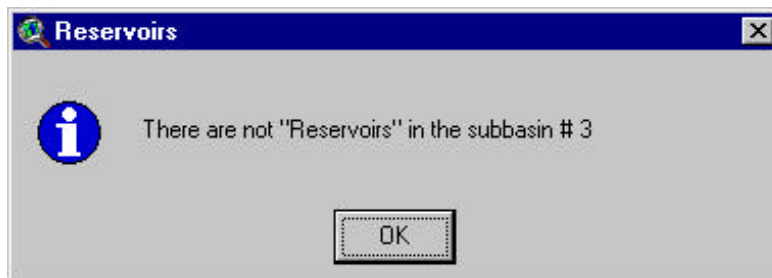 Reservoirs
There are not "Reservoirs" in the subbasin # 3
OK